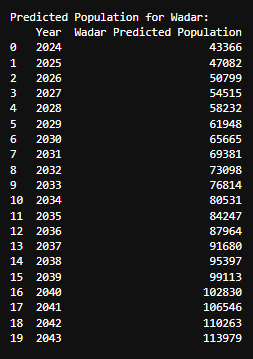 Predicted Population for Wadar:
Year Wadar Predicted Population
0 2024 43366
1 2025 47082
2 2026 50799
3 2027 54515
4 2028 58232
5 2029 61948
6 2030 65665
7 2031 69381
8 2032 73098
9 2033 76814
10 2034 80531
11 2035 84247
12 2036 87964
13 2037 91680
14 2038 95397
15 2039 99113
16 2040 102830
17 2041 106546
18 2042 110263
19 2043 113979